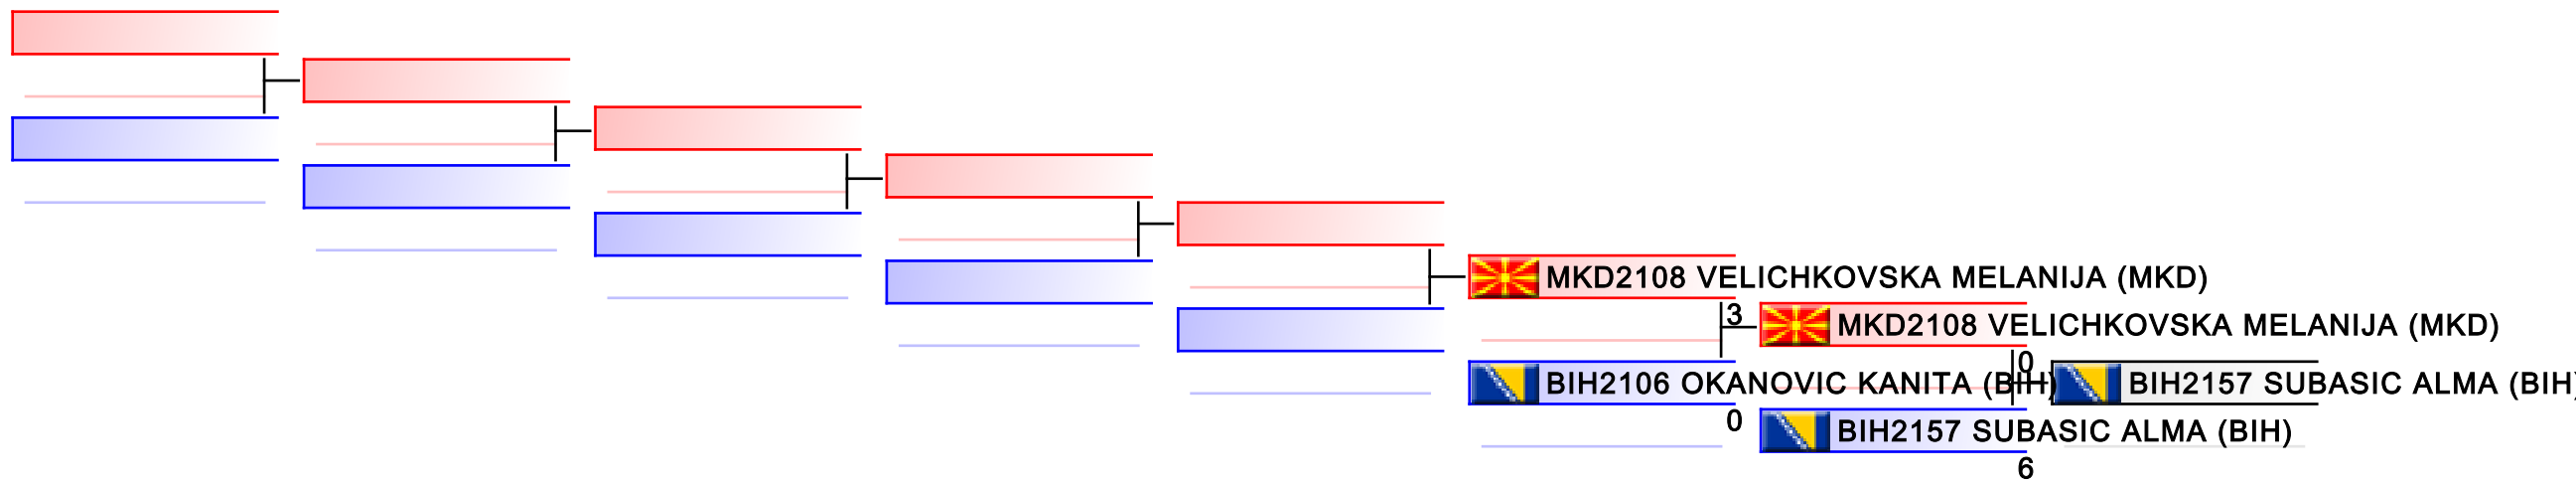 MKD2108 VELICHKOVSKA MELANIJA (MKD)
3
MKD2108 VELICHKOVSKA MELANIJA (MKD)
0
BIH2106 OKANOVIC KANITA (BIH)
BIH2157 SUBASIC ALMA (BIH)
0
BIH2157 SUBASIC ALMA (BIH)
6